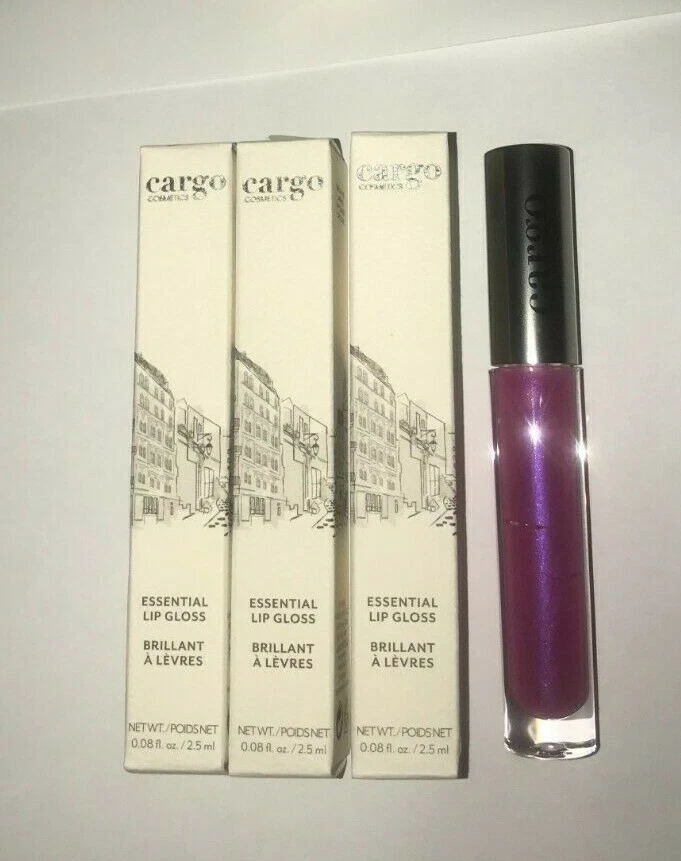 cargo
COSMETICS
ESSENTIAL
LIP GLOSS
BRILLANT
À LÈVRES
NET WT./POIDS NET
0.08 fl. oz. / 2.5 ml
cargo
COSMETICS
ESSENTIAL
LIP GLOSS
BRILLANT
À LÈVRES
NET WT./POIDS NET
0.08 fl. oz. / 2.5 ml
cargo
COSMETICS
ESSENTIAL
LIP GLOSS
BRILLANT
À LÈVRES
NET WT./POIDS NET
0.08 fl. oz. / 2.5 ml
cargo